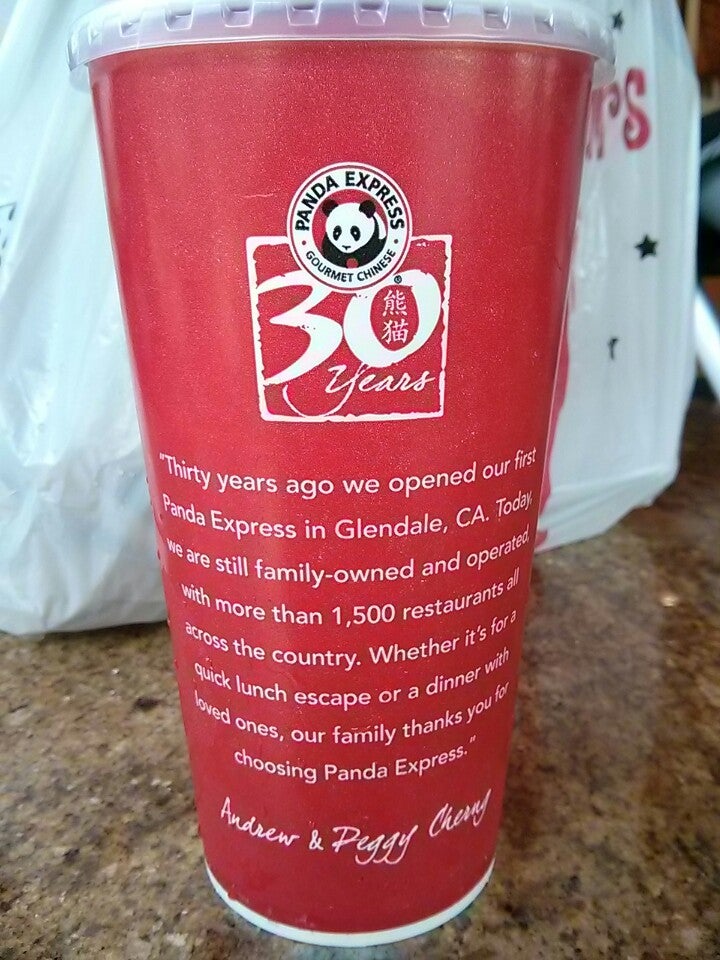 PANDA EXPRESS
GOURMET CHINESE
30
熊
猫
Years
"Thirty years ago we opened our first
Panda Express in Glendale, CA. Today,
we are still family-owned and operated,
with more than 1,500 restaurants all
across the country. Whether it's for a
quick lunch escape or a dinner with
loved ones, our family thanks you for
choosing Panda Express."
Andrew & Peggy Cherng